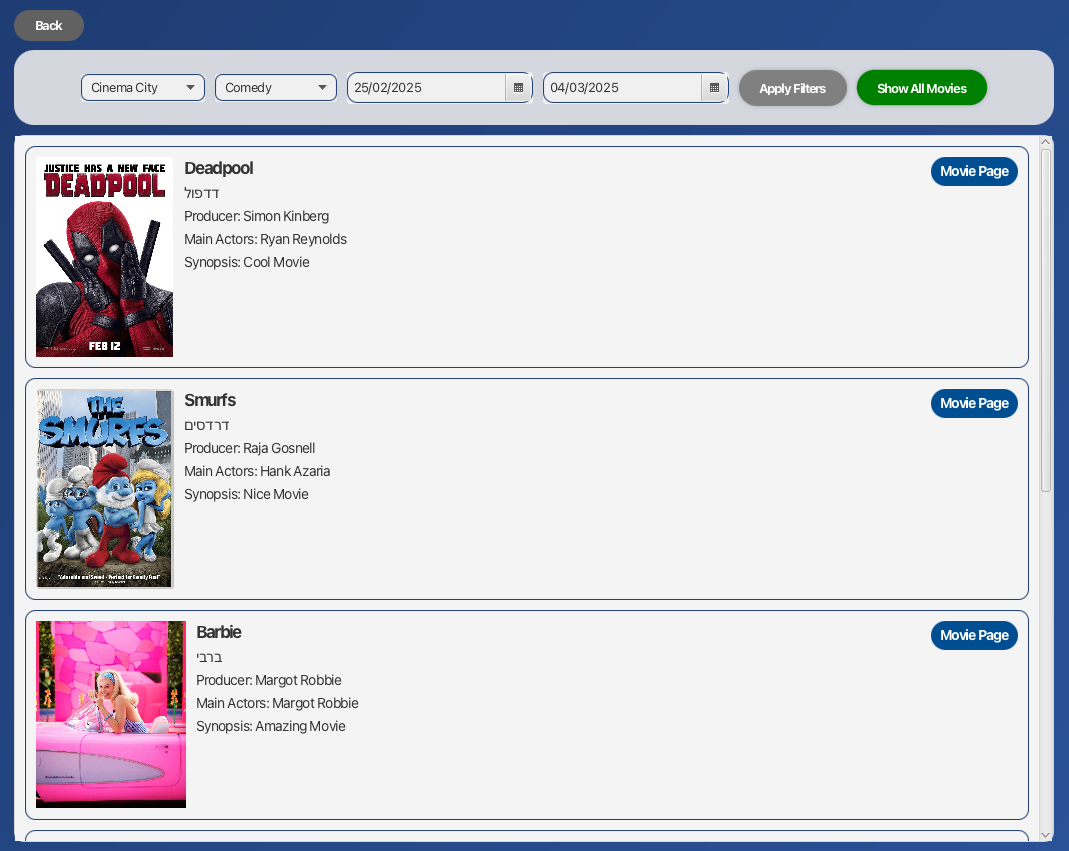 Back
Cinema City
Comedy
25/02/2025
04/03/2025
Apply Filters
Show All Movies
JUSTICE HAS A NEW FACE
DEADPOOL
FEB 12
Deadpool
דדפול
Producer: Simon Kinberg
Main Actors: Ryan Reynolds
Synopsis: Cool Movie
Movie Page
THE
SMURFS
Smurfs
דרדסים
Producer: Raja Gosnell
Main Actors: Hank Azaria
Synopsis: Nice Movie
Movie Page
Barbie
ברבי
Producer: Margot Robbie
Main Actors: Margot Robbie
Synopsis: Amazing Movie
Movie Page